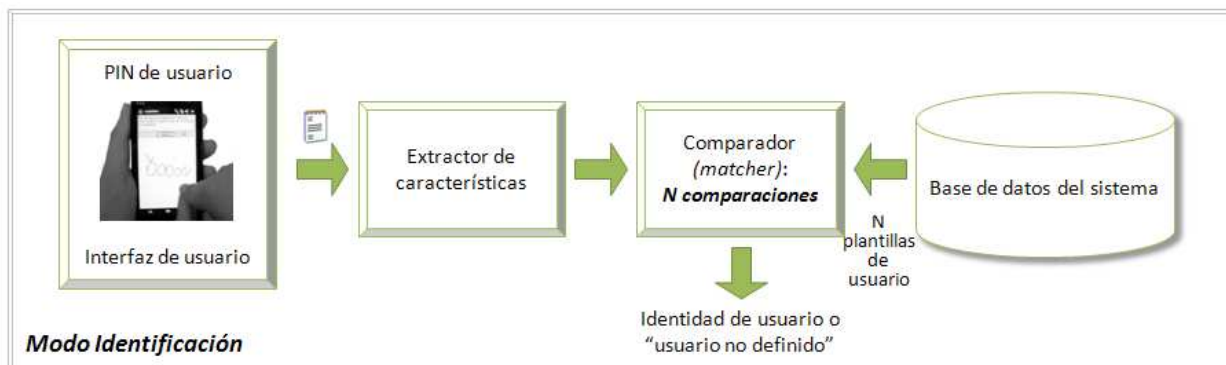 PIN de usuario
Interfaz de usuario
Extractor de
características
Comparador
(matcher):
N comparaciones
Base de datos del sistema
N
plantillas
de
usuario
Identidad de usuario o
“usuario no definido”
Modo Identificación